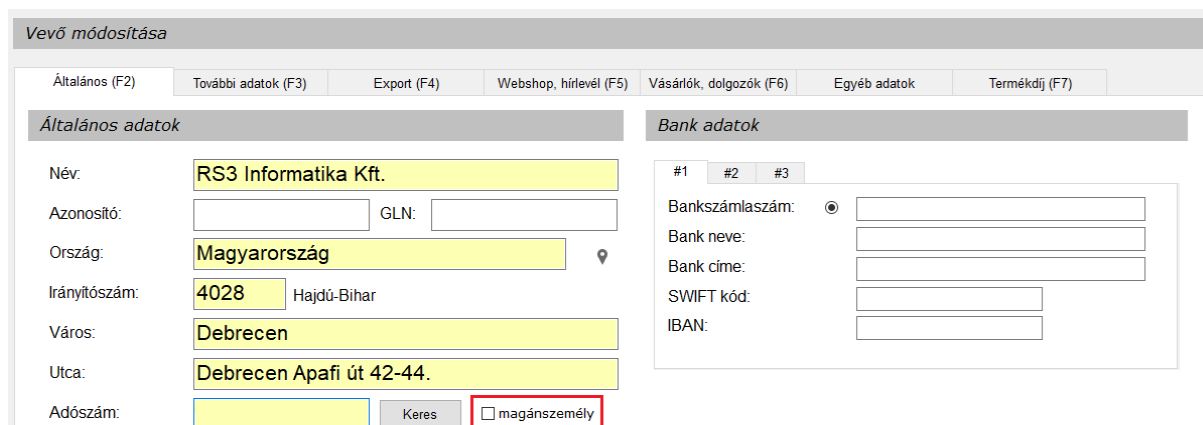 Vevő módosítása
Általános (F2) További adatok (F3) Export (F4) Webshop, hírlevél (F5) Vásárlók, dolgozók (F6) Egyéb adatok Termékdíj (F7)
Általános adatok
Név: RS3 Informatika Kft.
Azonosító: GLN:
Ország: Magyarország
Irányítószám: 4028 Hajdú-Bihar
Város: Debrecen
Utca: Debrecen Apafi út 42-44.
Adószám: Keres magánszemély
Bank adatok
#1 #2 #3
Bankszámlaszám:
Bank neve:
Bank címe:
SWIFT kód:
IBAN: